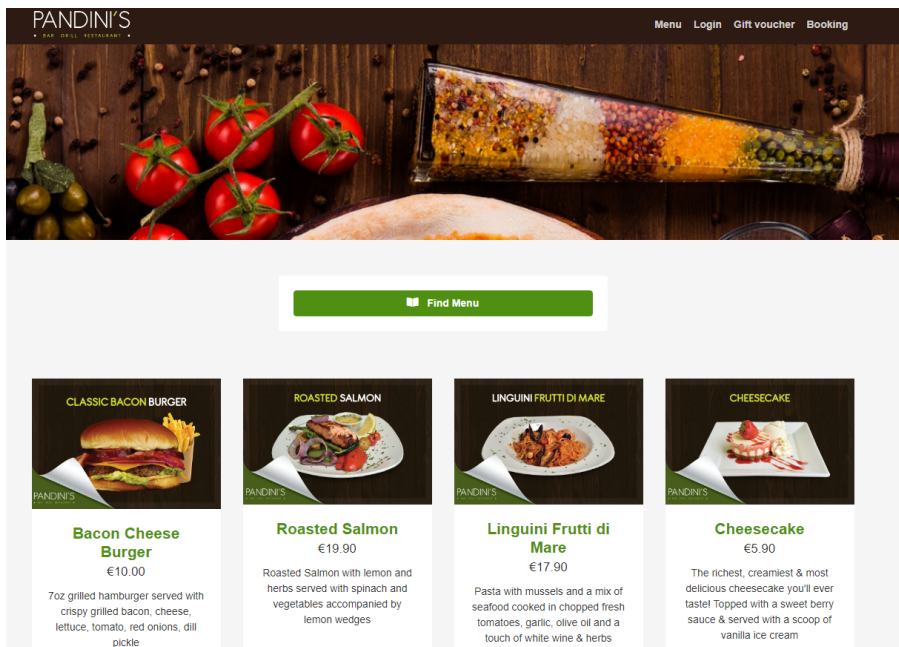 PANDINI'S
• BAR GRILL RESTAURANT •
Menu Login Gift voucher Booking
Find Menu
CLASSIC BACON BURGER
PANDINI'S
Bacon Cheese
Burger
€10.00
7oz grilled hamburger served with
crispy grilled bacon, cheese,
lettuce, tomato, red onions, dill
pickle
ROASTED SALMON
PANDINI'S
Roasted Salmon
€19.90
Roasted Salmon with lemon and
herbs served with spinach and
vegetables accompanied by
lemon wedges
LINGUINI FRUTTI DI MARE
PANDINI'S
Linguini Frutti di
Mare
€17.90
Pasta with mussels and a mix of
seafood cooked in chopped fresh
tomatoes, garlic, olive oil and a
touch of white wine & herbs
CHEESECAKE
PANDINI'S
Cheesecake
€5.90
The richest, creamiest & most
delicious cheesecake you'll ever
taste! Topped with a sweet berry
sauce & served with a scoop of
vanilla ice cream